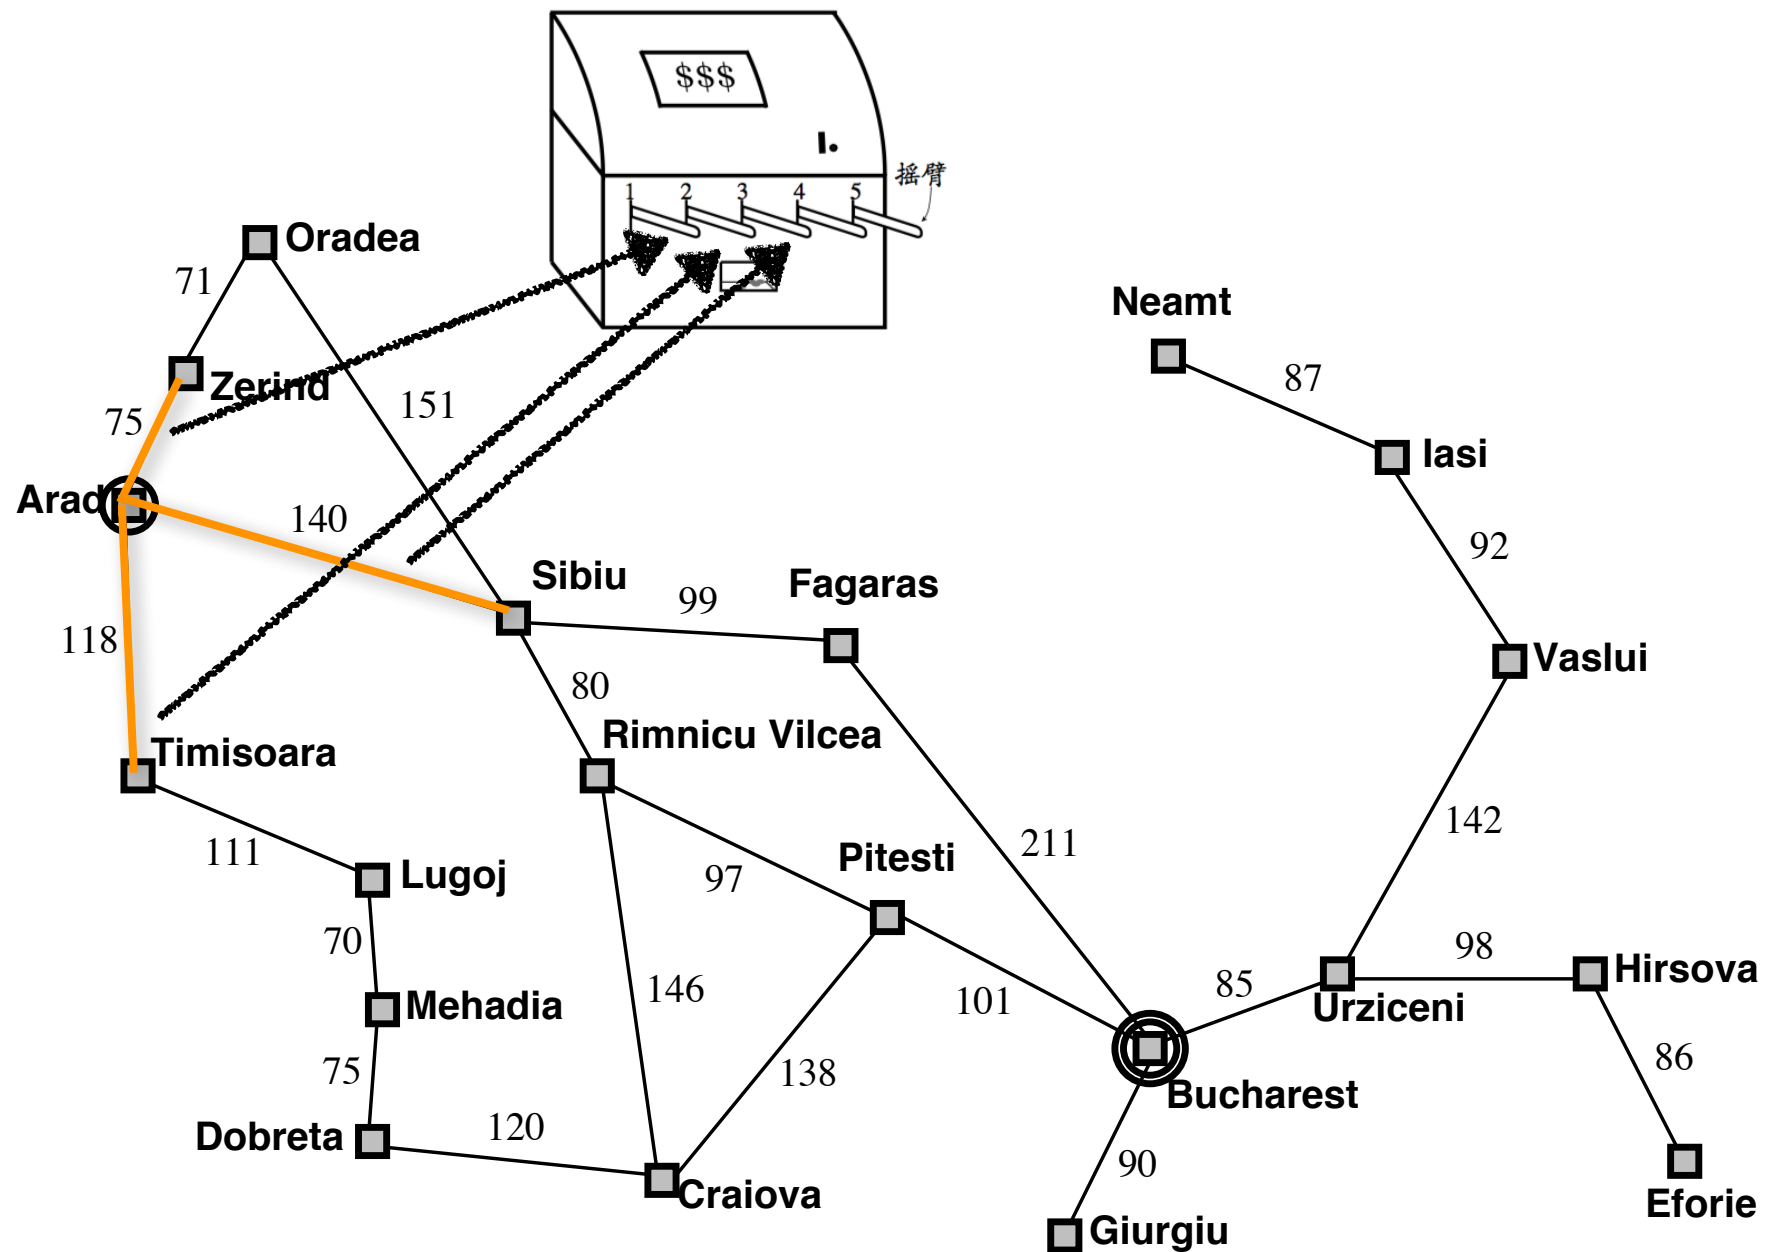 $$$
I.
1 2 3 4 5
摇臂
Oradea
71
Neamt
87
Zerind
75
151
Iasi
Arad
140
92
Sibiu
Fagaras
99
118
Vaslui
80
Timisoara
Rimnicu Vilcea
142
111
211
Lugoj
97
Pitesti
70
98
Hirsova
146
85
Mehadia
101
Urziceni
75
138
86
Bucharest
Dobreta
120
90
Craiova
Eforie
Giurgiu